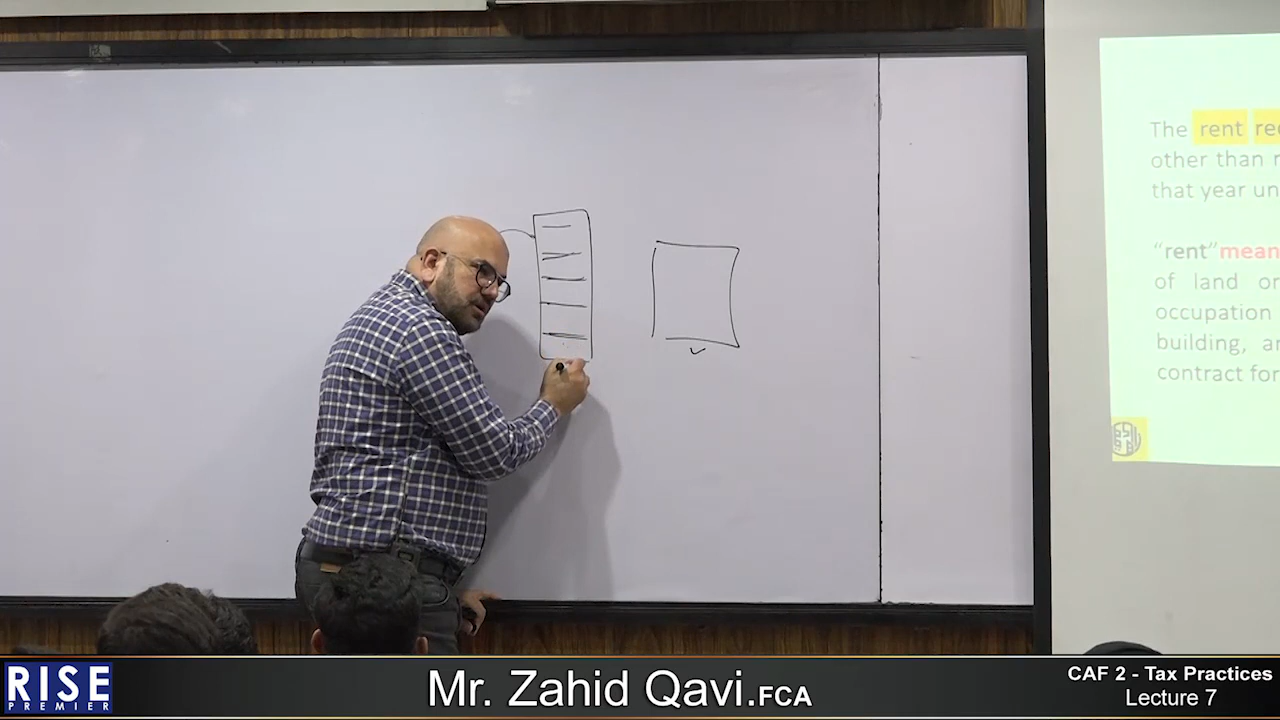 The rent
other than
that year
"rent" mean
of land or
occupation
building,
contract for
RISE
PREMIER
Mr. Zahid Qavi.FCA
CAF 2 - Tax Practices
Lecture 7